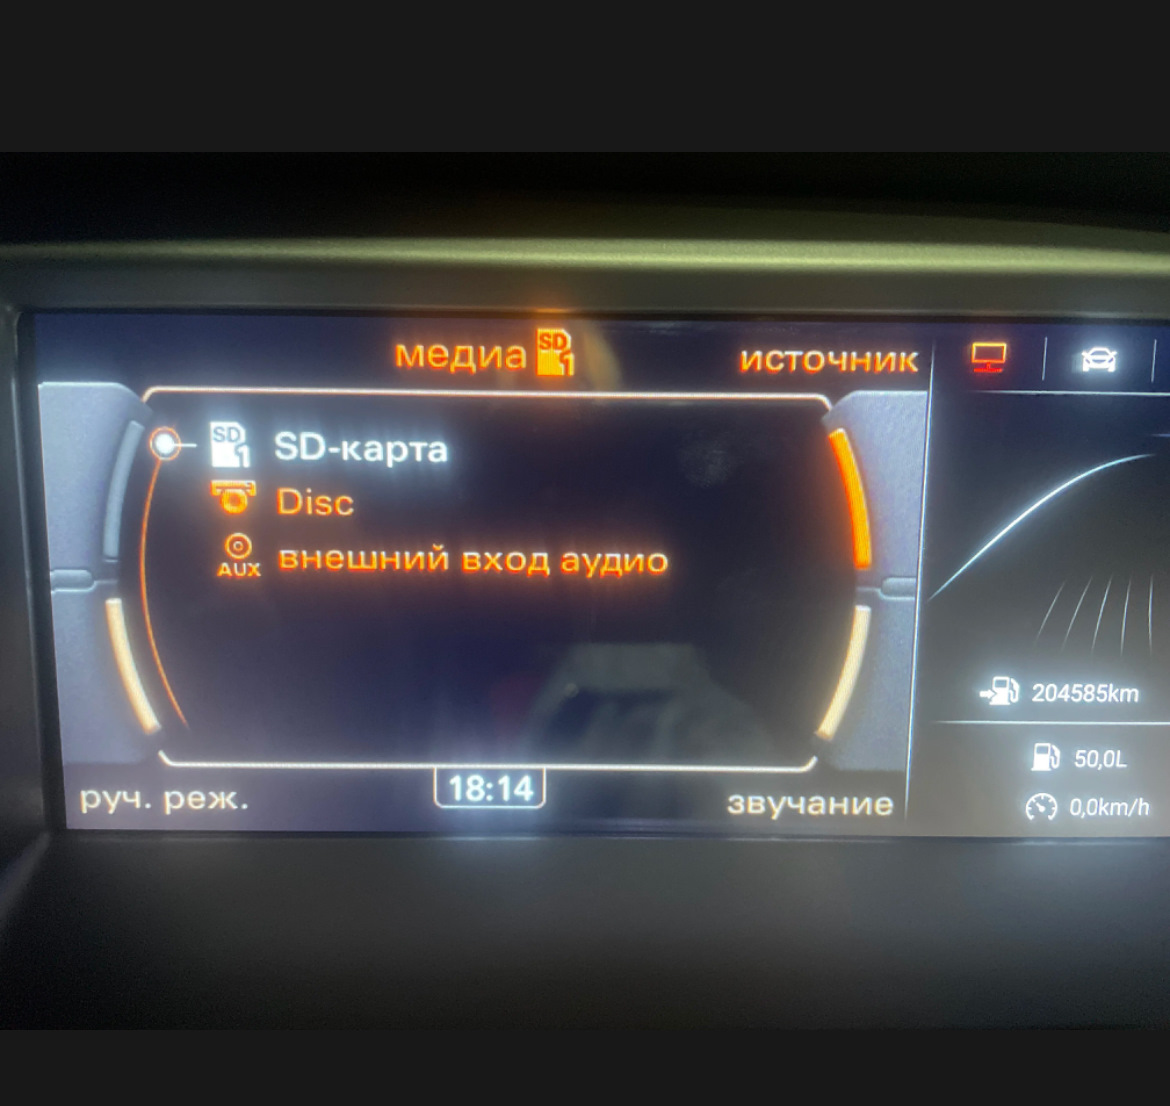 медиа SD 1
источник
SD 1 SD-карта
Disc
AUX внешний вход аудио
204585km
50,0L
0,0km/h
руч. реж.
18:14
звучание